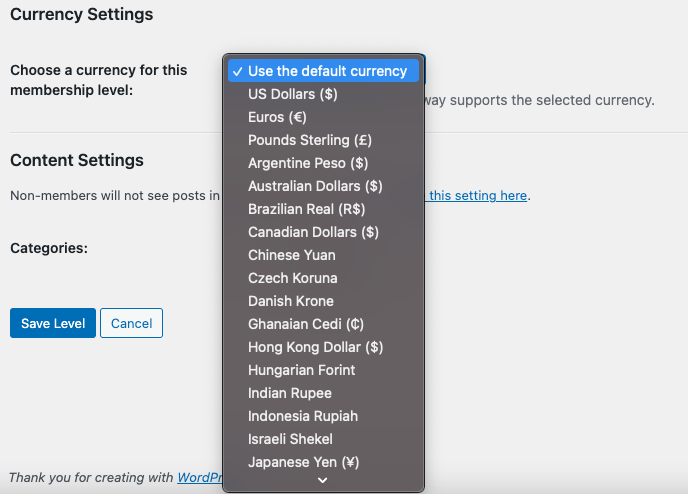 Currency Settings
Choose a currency for this
membership level:
✓ Use the default currency
US Dollars ($)
Euros (€)
way supports the selected currency.
Pounds Sterling (£)
Argentine Peso ($)
Australian Dollars ($)
Brazilian Real (R$)
Canadian Dollars ($)
Chinese Yuan
Czech Koruna
Danish Krone
Ghanaian Cedi (₵)
Hong Kong Dollar ($)
Hungarian Forint
Indian Rupee
Indonesia Rupiah
Israeli Shekel
Japanese Yen (¥)
Content Settings
Non-members will not see posts in
this setting here.
Categories:
Save Level
Cancel
Thank you for creating with WordPr